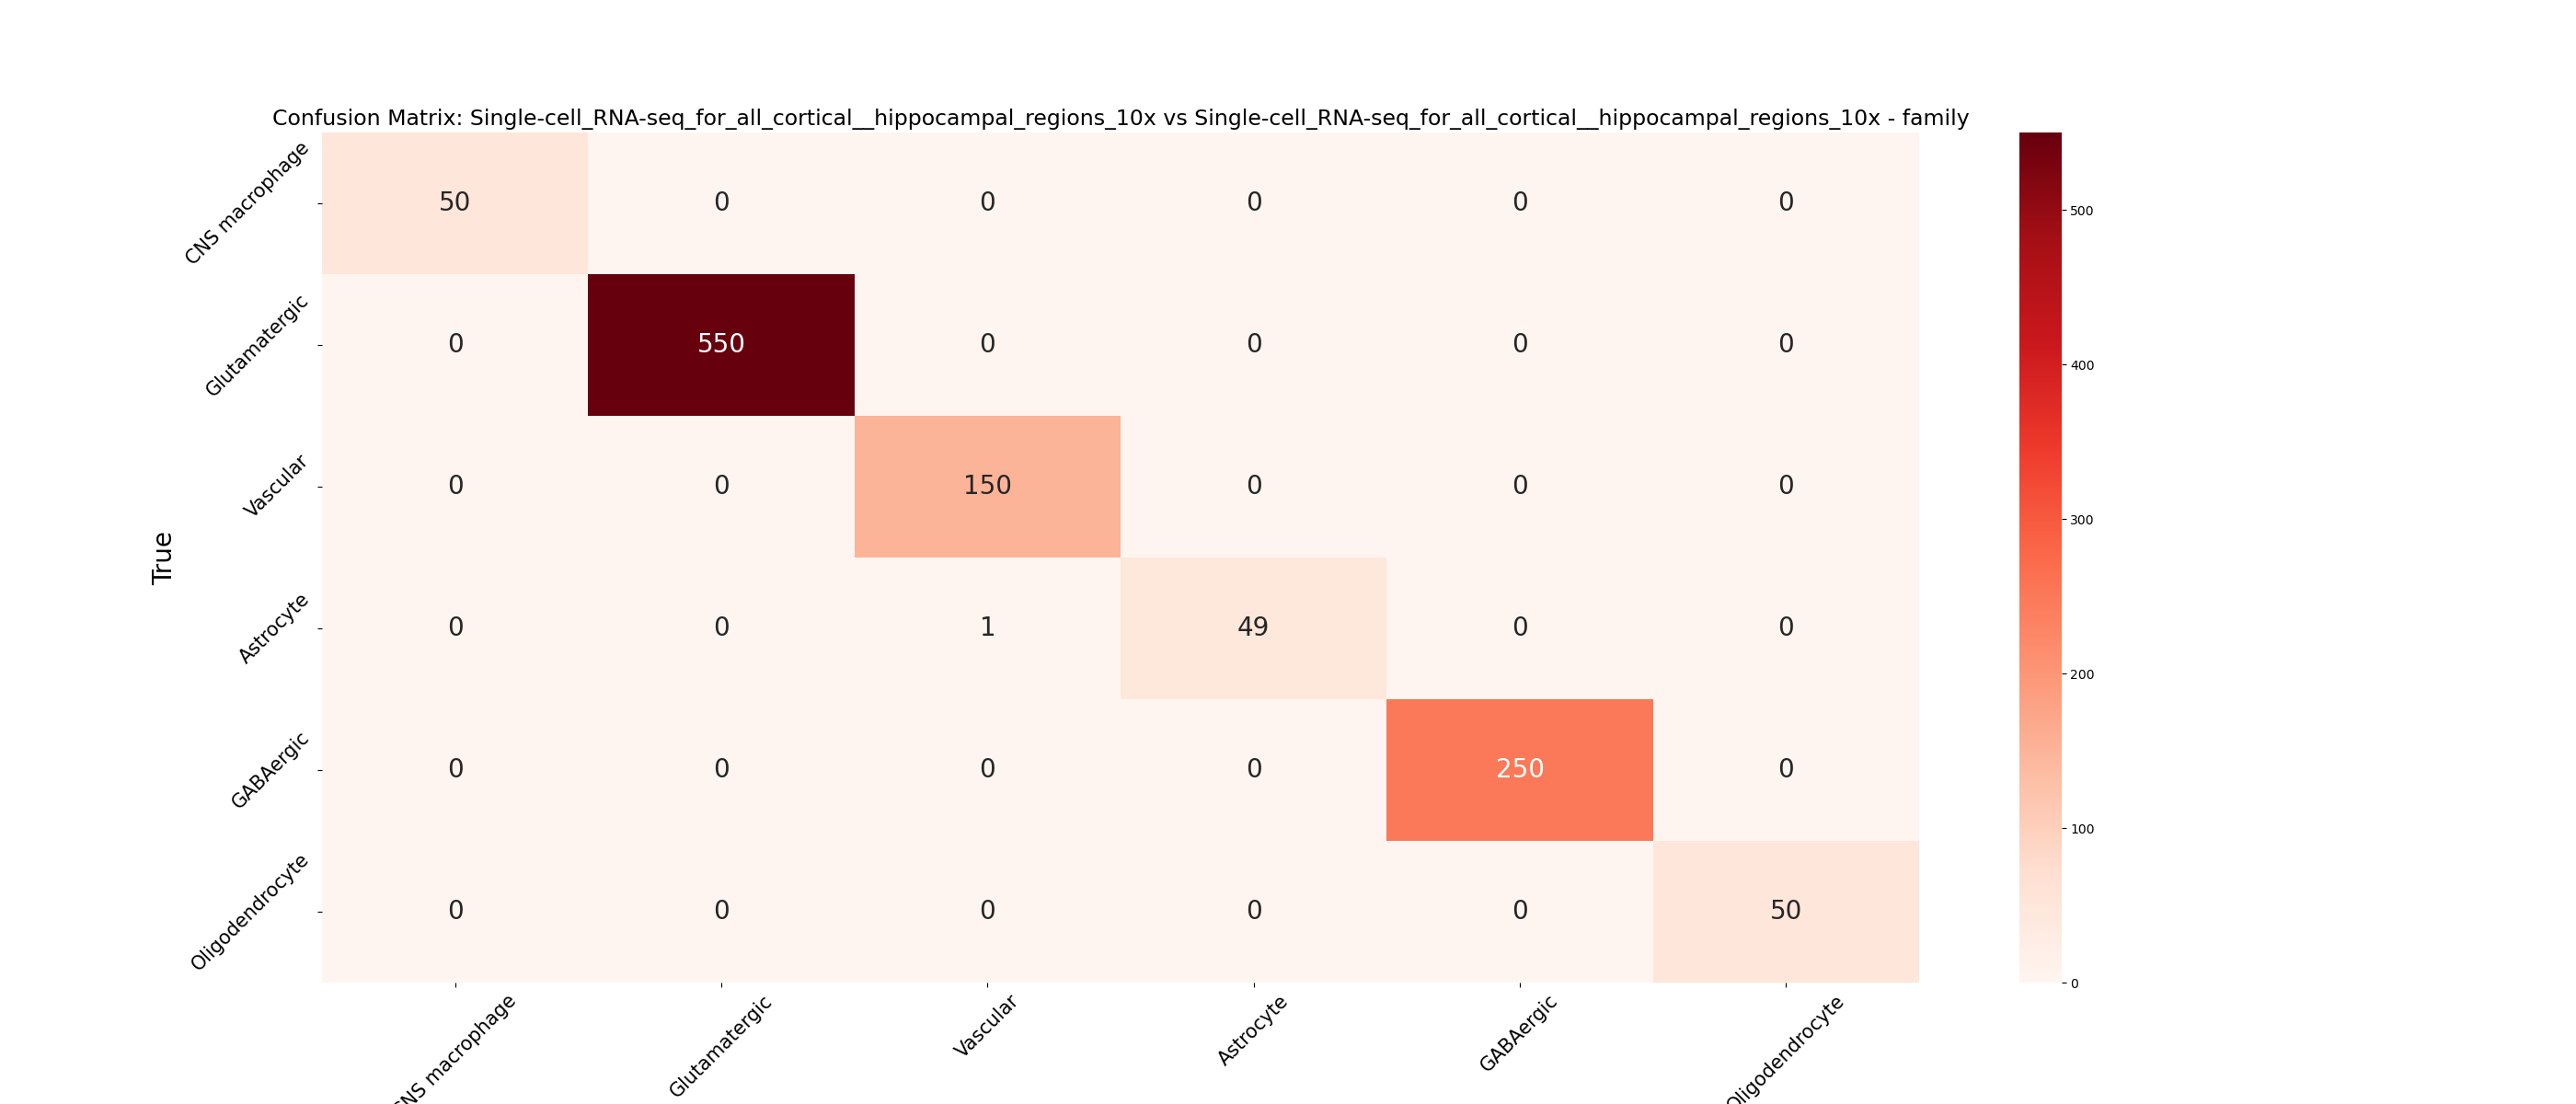 Confusion Matrix: Single-cell_RNA-seq_for_all_cortical__hippocampal_regions_10x vs Single-cell_RNA-seq_for_all_cortical__hippocampal_regions_10x - family
True
CNS macrophage 50 0 0 0 0 0
Glutamatergic 0 550 0 0 0 0
Vascular 0 0 150 0 0 0
Astrocyte 0 0 1 49 0 0
GABAergic 0 0 0 0 250 0
Oligodendrocyte 0 0 0 0 0 50
CNS macrophage Glutamatergic Vascular Astrocyte GABAergic Oligodendrocyte
500
400
300
200
100
0